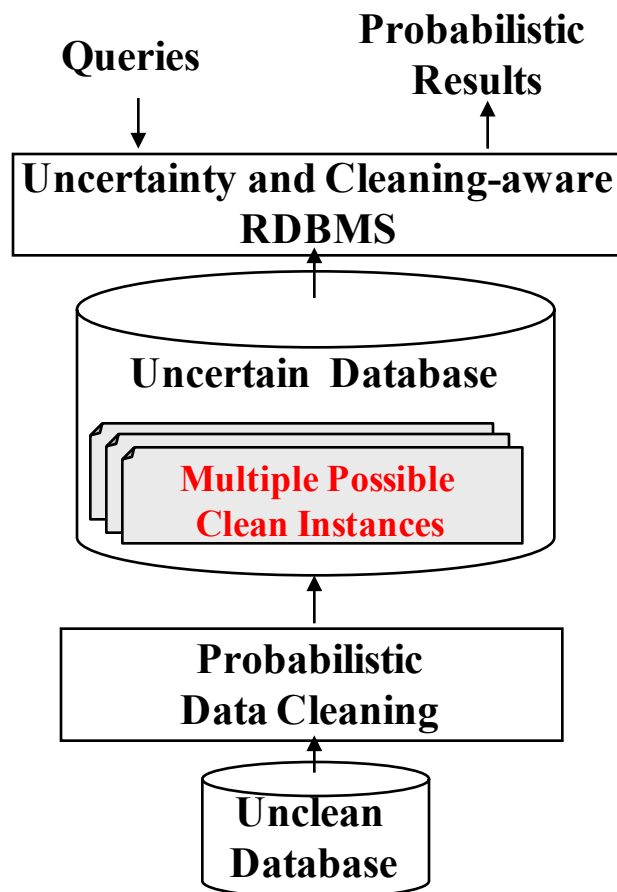 Queries
Probabilistic
Results
Uncertainty and Cleaning-aware
RDBMS
Uncertain Database
Multiple Possible
Clean Instances
Probabilistic
Data Cleaning
Unclean
Database